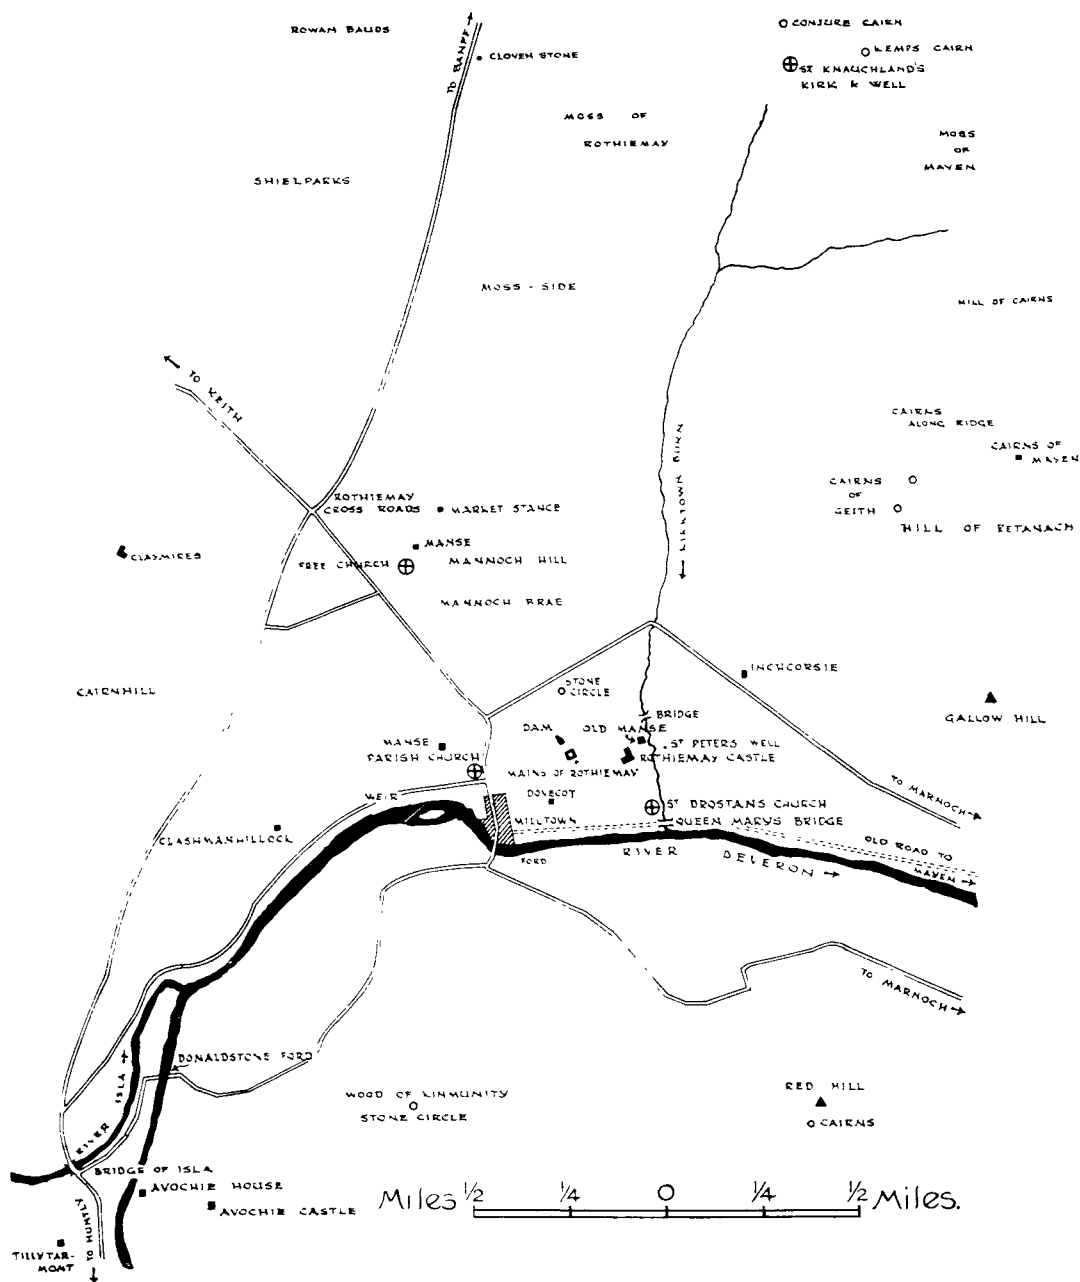 ROWAN BAUDS
TO BANFF
CLOVEN STONE
CONJURE CAIRN
KEMPS CAIRN
ST KNAUCHLAND'S
KIRK & WELL
MOSS OF
ROTHIEMAY
MOSS
OF
MAYEN
SHIELPARKS
MOSS-SIDE
HILL OF CAIRNS
TO KEITH
CAIRNS
ALONG RIDGE
CAIRNS OF
MAYEN
CAIRNS
OF
GEITH
HILL OF RETANACH
KIRKTOWN BURN
ROTHIEMAY
CROSS ROADS
MARKET STANCE
CLAYMIRES
MANSE
FREE CHURCH
MANNOCH HILL
MANNOCH BRAE
INCHCORSIE
CAIRNHILL
STONE
CIRCLE
GALLOW HILL
BRIDGE
DAM
OLD MANSE
MANSE
PARISH CHURCH
ST PETERS WELL
ROTHIEMAY CASTLE
MAINS OF ROTHIEMAY
TO MARNOCH
WEIR
DOVECOT
MILLTOWN
ST DROSTANS CHURCH
QUEEN MARY'S BRIDGE
CLASHMANHILLOCK
FORD
RIVER DEVERON
OLD ROAD TO
MAYEN
TO MARNOCH
DONALDSTONE FORD
RIVER ISLA
WOOD OF KINMUNITY
STONE CIRCLE
RED HILL
CAIRNS
BRIDGE OF ISLA
AVOCHIE HOUSE
AVOCHIE CASTLE
TO HUNTLY
TILLYTAR-
MONT
Miles 1/2 1/4 0 1/4 1/2 Miles.